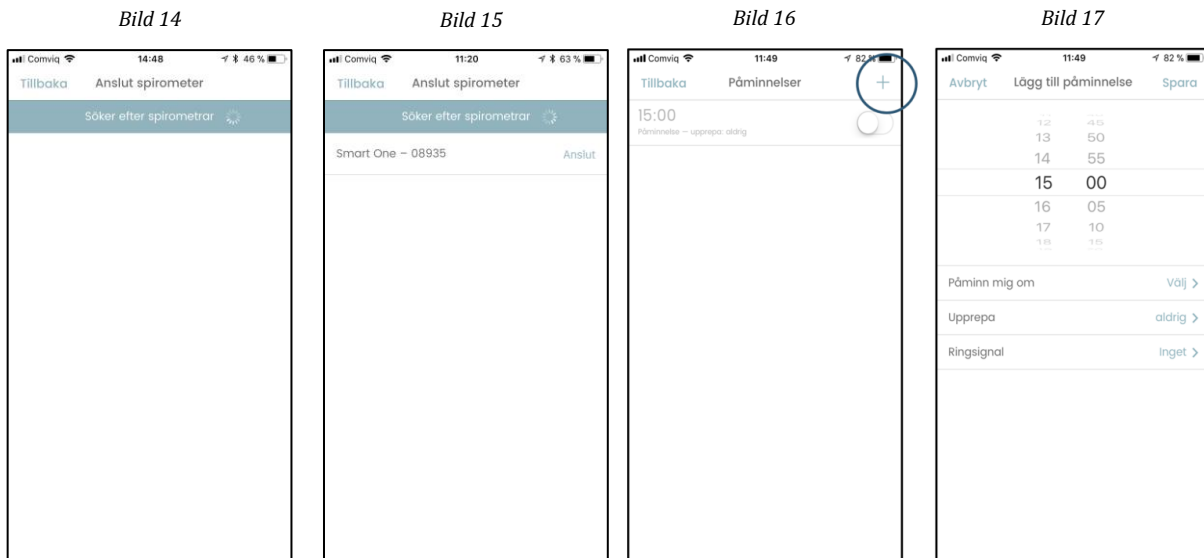 Bild 14
Bild 15
Bild 16
Bild 17
Comviq 14:48 46 %
Tillbaka Anslut spirometer
Söker efter spirometrar
Comviq 11:20 63 %
Tillbaka Anslut spirometer
Söker efter spirometrar
Smart One – 08935 Anslut
Comviq 11:49 82 %
Tillbaka Påminnelser +
15:00
Påminnelse – upprepa: aldrig
Comviq 11:49 82 %
Avbryt Lägg till påminnelse Spara
12 45
13 50
14 55
15 00
16 05
17 10
18 15
Påminn mig om Välj >
Upprepa aldrig >
Ringsignal Inget >